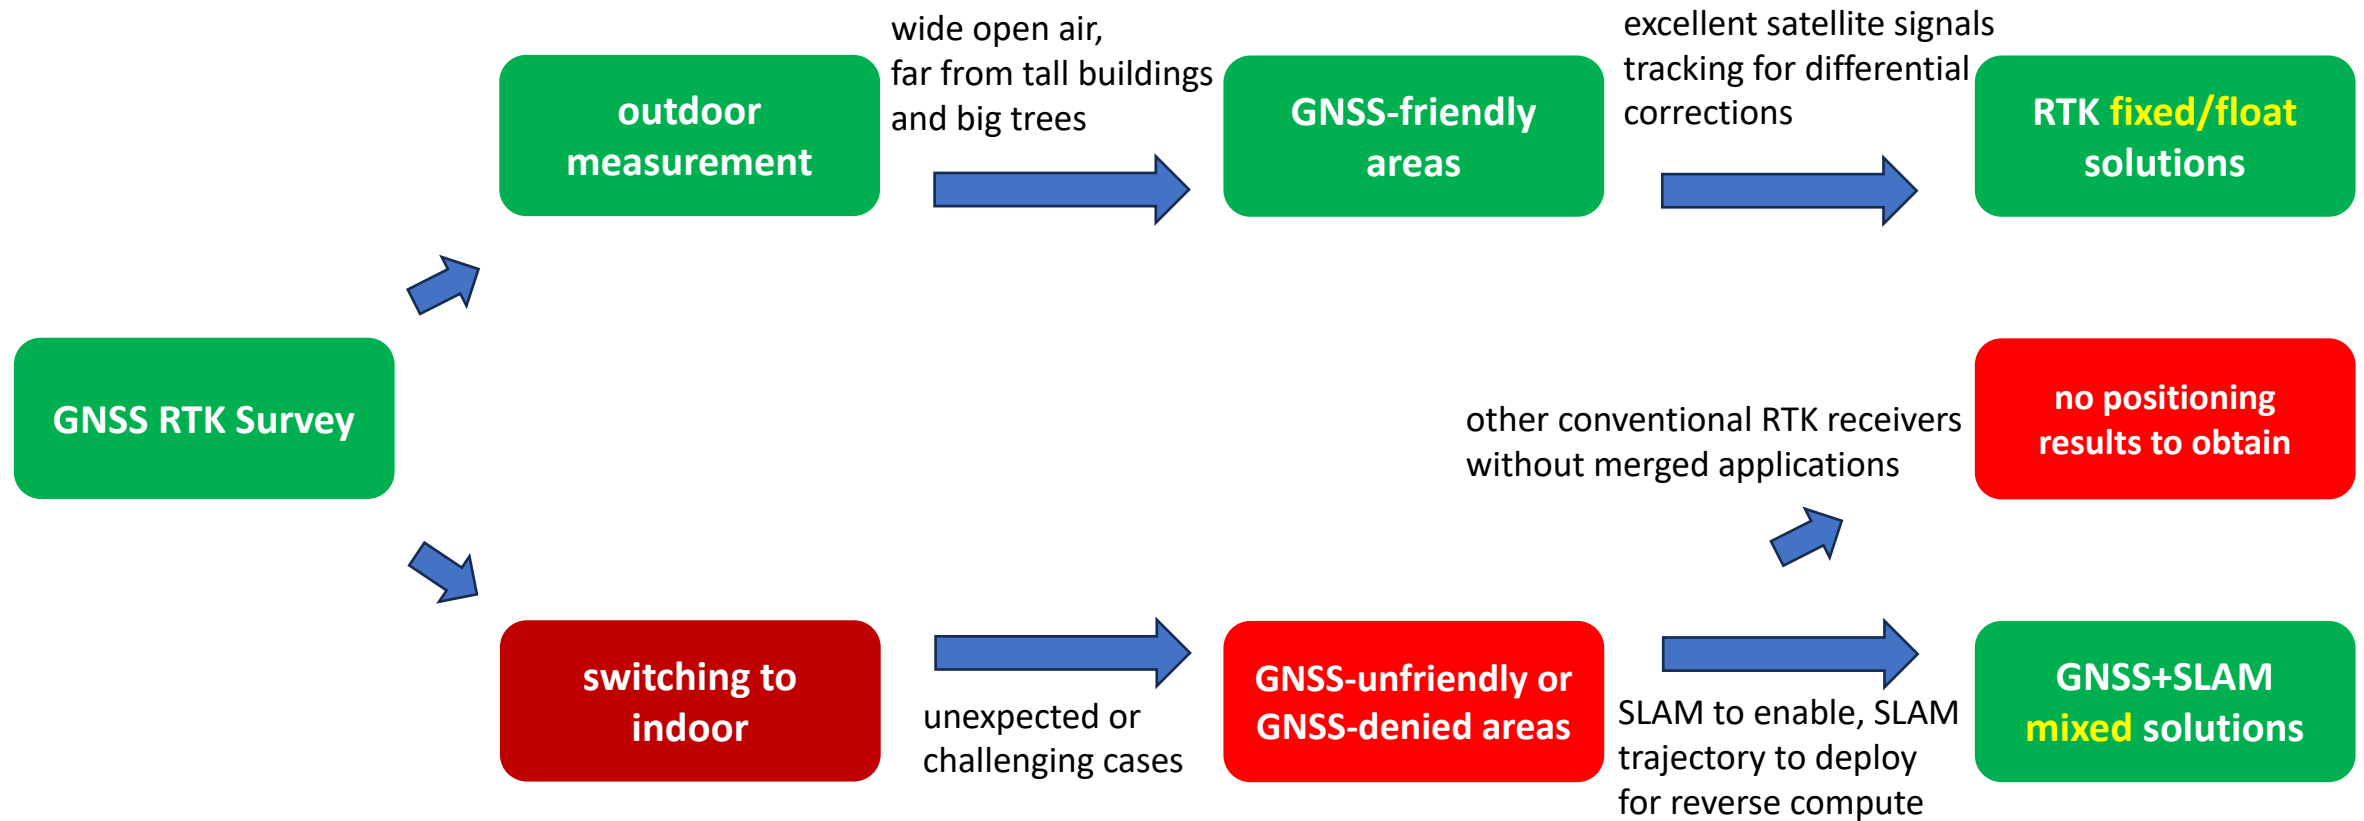 wide open air,
far from tall buildings
and big trees
excellent satellite signals
tracking for differential
corrections
outdoor
measurement
GNSS-friendly
areas
RTK fixed/float
solutions
GNSS RTK Survey
other conventional RTK receivers
without merged applications
no positioning
results to obtain
switching to
indoor
unexpected or
challenging cases
GNSS-unfriendly or
GNSS-denied areas
SLAM to enable, SLAM
trajectory to deploy
for reverse compute
GNSS+SLAM
mixed solutions